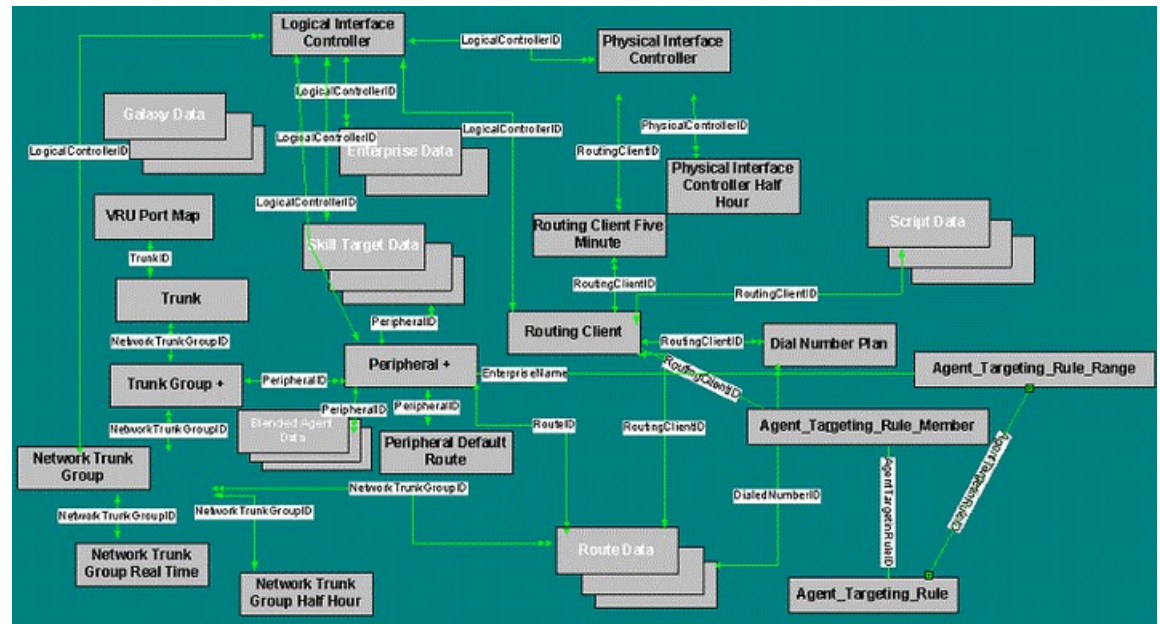 Logical Interface
Controller
LogicalControllerID
Physical Interface
Controller
LogicalControllerID
Galaxy Data
LogicalControllerID
PhysicalControllerID
LogicalControllerID
LogicalControllerID
Enterprise Data
RoutingClientID
Physical Interface
Controller Half
Hour
VRU Port Map
LogicalControllerID
Routing Client Five
Minute
Script Data
Skill Target Data
TrunkID
RoutingClientID
RoutingClientID
Trunk
PeripheralID
Routing Client
NetworkTrunkGroupID
RoutingClientID
Dial Number Plan
Peripheral +
EnterpriseName
RoutingClientID
Agent_Targeting_Rule_Range
Trunk Group +
PeripheralID
PeripheralID
PeripheralID
Blended Agent
Data
RouteID
RoutingClientID
Agent_Targeting_Rule_Member
NetworkTrunkGroupID
Peripheral Default
Route
Network Trunk
Group
NetworkTrunkGroupID
AgentTargetnRuleID
AgentTargetnRuleID
DialedNumberID
NetworkTrunkGroupID
NetworkTrunkGroupID
Network Trunk
Group Real Time
Route Data
Network Trunk
Group Half Hour
Agent_Targeting_Rule